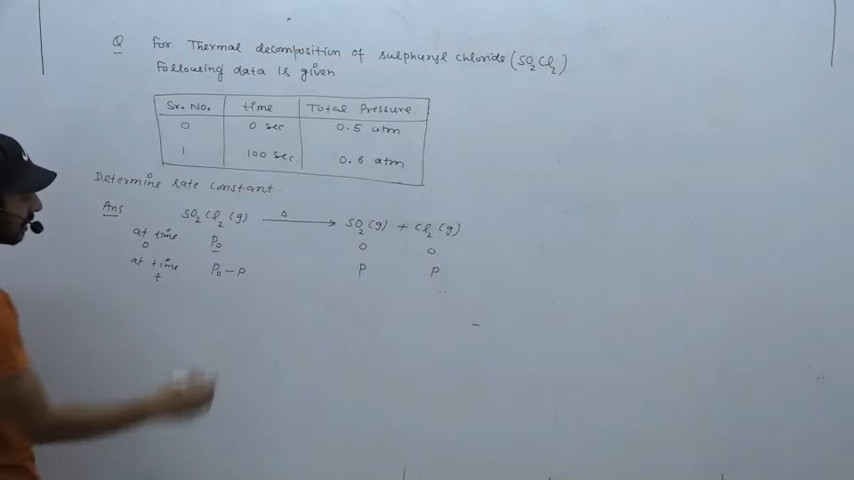 Q For Thermal decomposition of sulphuryl chloride (SO2Cl2)
Following data is given
Sr. No. time Total Pressure.
0 0 sec 0.5 atm
1 100 sec. 0.6 atm
Determine rate constant.
Ans SO2Cl2(g) Δ→ SO2(g) + Cl2(g)
at time 0 P0 0 0
at time t P0 – P P P